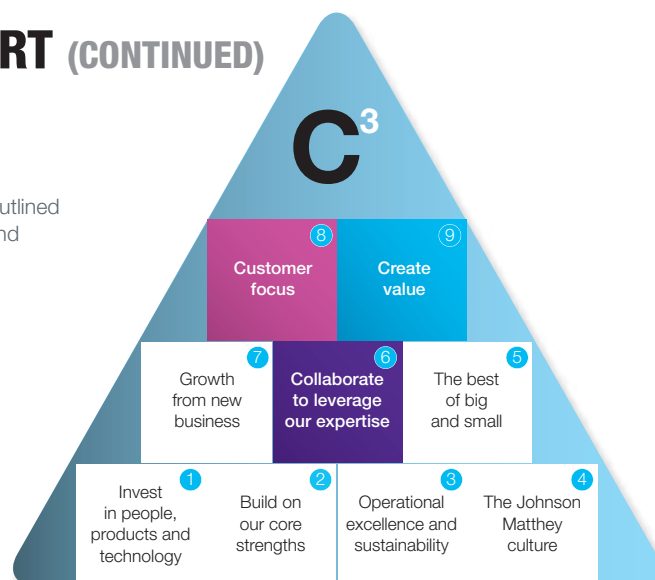 RT (CONTINUED)
C³
utlined
nd
8
9
Customer
focus
Create
value
7
6
5
Growth
from new
business
Collaborate
to leverage
our expertise
The best
of big
and small
1
2
3
4
Invest
in people,
products and
technology
Build on
our core
strengths
Operational
excellence and
sustainability
The Johnson
Matthey
culture